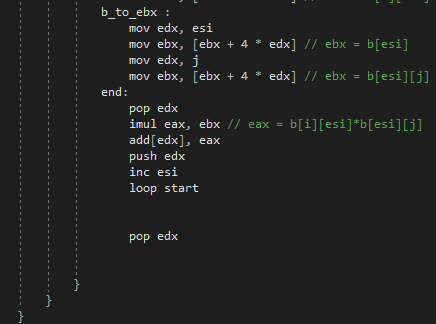 b_to_ebx :
mov edx, esi
mov ebx, [ebx + 4 * edx] // ebx = b[esi]
mov edx, j
mov ebx, [ebx + 4 * edx] // ebx = b[esi][j]
end:
pop edx
imul eax, ebx // eax = b[i][esi]*b[esi][j]
add[edx], eax
push edx
inc esi
loop start
pop edx
}
}
}